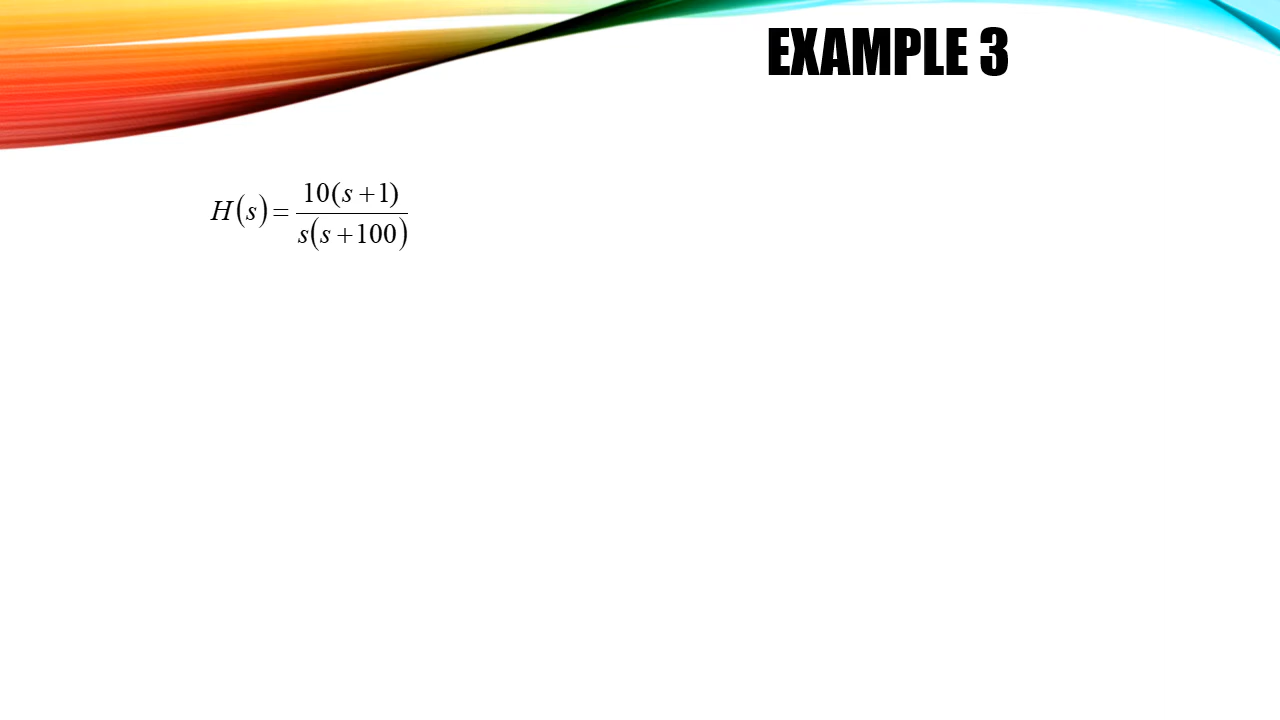 EXAMPLE 3
H(s) = 10(s+1) / s(s+100)